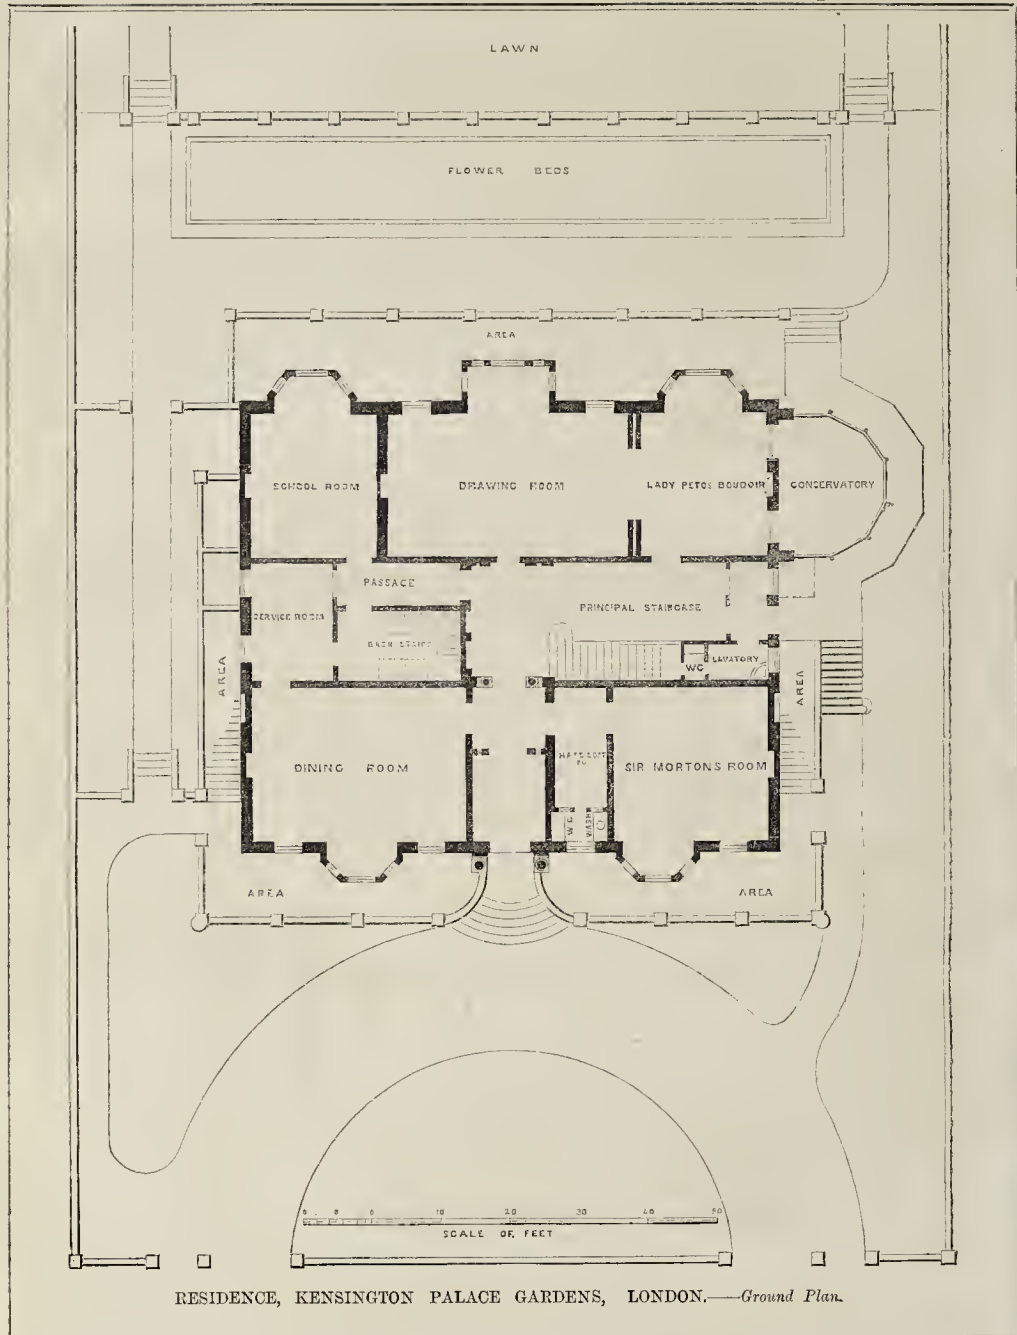 LAWN
FLOWER BEDS
AREA
SCHOOL ROOM
DRAWING ROOM
LADY PETOS BOUDOIR
CONSERVATORY
PASSAGE
SERVICE ROOM
PRINCIPAL STAIRCASE
BACK STAIRS
WC
LAVATORY
AREA
AREA
DINING ROOM
SIR MORTONS ROOM
WC
WASH
AREA
AREA
10 20 30 40 50
SCALE OF FEET
RESIDENCE, KENSINGTON PALACE GARDENS, LONDON.—Ground Plan.